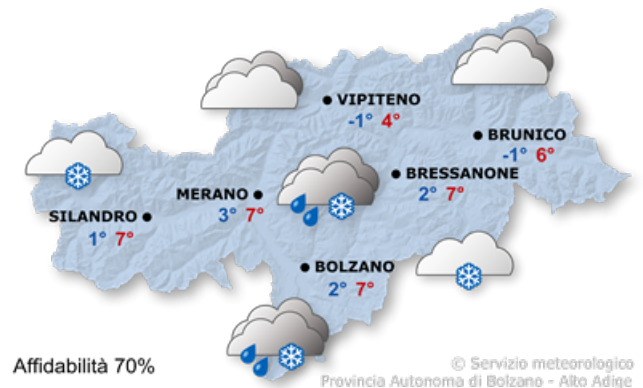 VIPITENO
-1° 4°
BRUNICO
-1° 6°
BRESSANONE
2° 7°
MERANO
3° 7°
SILANDRO
1° 7°
BOLZANO
2° 7°
Affidabilità 70%
© Servizio meteorologico
Provincia Autonoma di Bolzano - Alto Adige